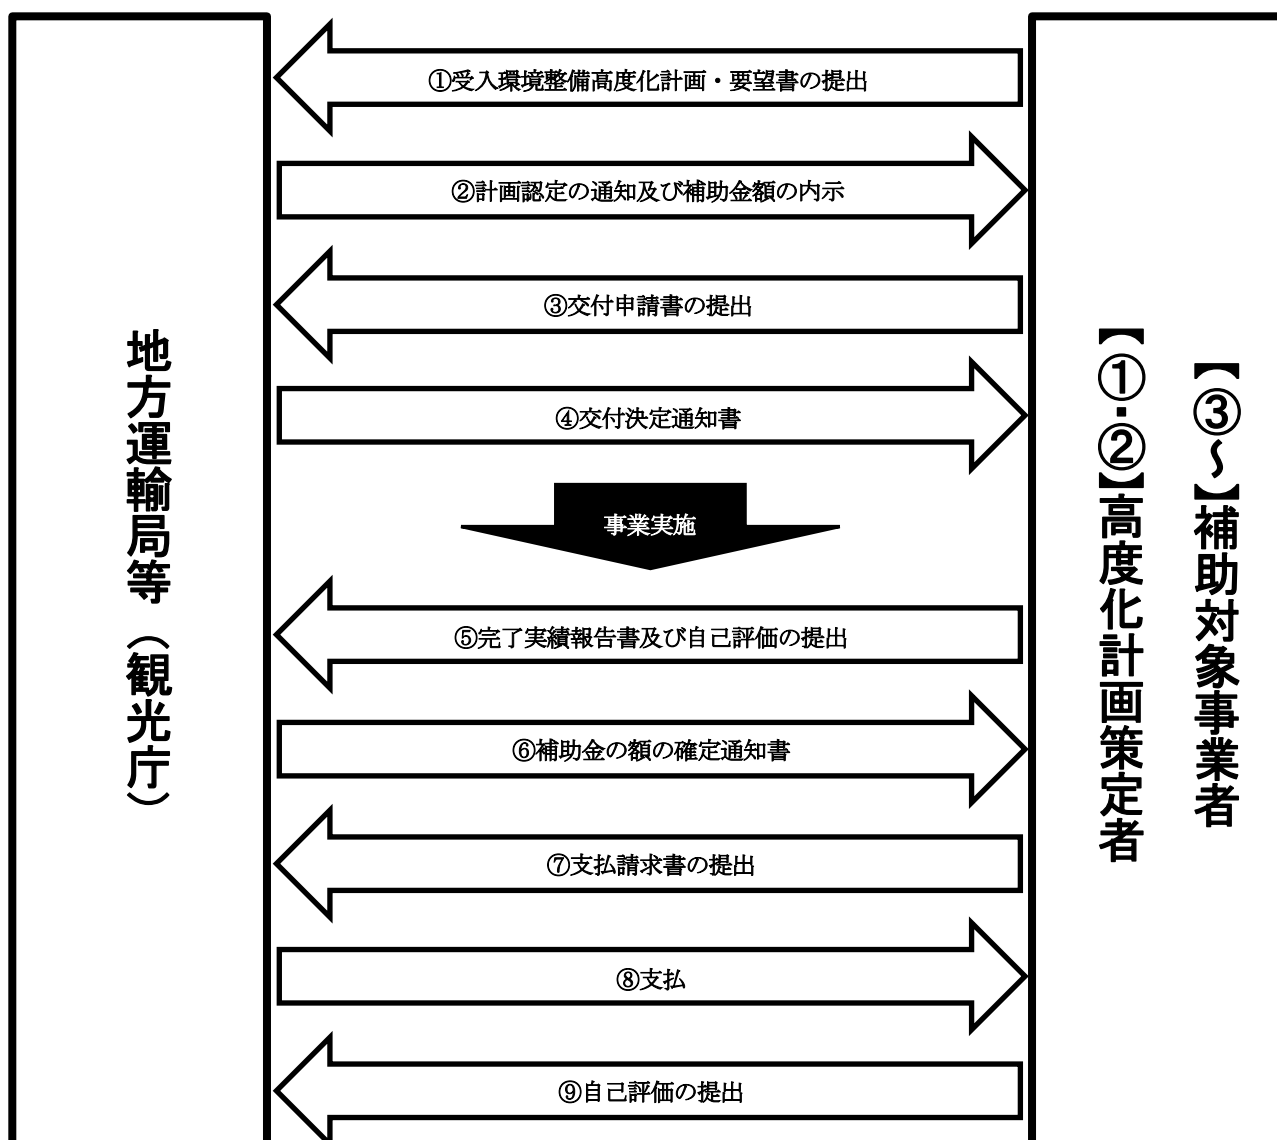 ①受入環境整備高度化計画・要望書の提出
②計画認定の通知及び補助金額の内示
③交付申請書の提出
④交付決定通知書
事業実施
⑤完了実績報告書及び自己評価の提出
⑥補助金の額の確定通知書
⑦支払請求書の提出
⑧支払
⑨自己評価の提出
地方運輸局等（観光庁）
【③～】補助対象事業者
【①・②】高度化計画策定者